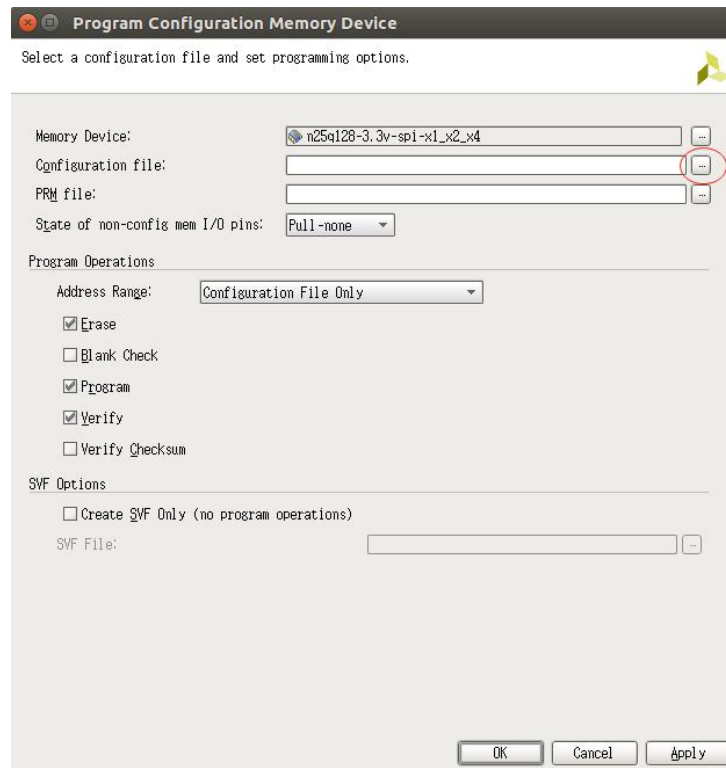 Program Configuration Memory Device
Select a configuration file and set programming options.
Memory Device:
n25q128-3.3v-spi-x1_x2_x4
...
Configuration file:
...
PRM file:
...
State of non-config mem I/O pins:
Pull-none
Program Operations
Address Range:
Configuration File Only
Erase
Blank Check
Program
Verify
Verify Checksum
SVF Options
Create SVF Only (no program operations)
SVF File:
...
OK
Cancel
Apply